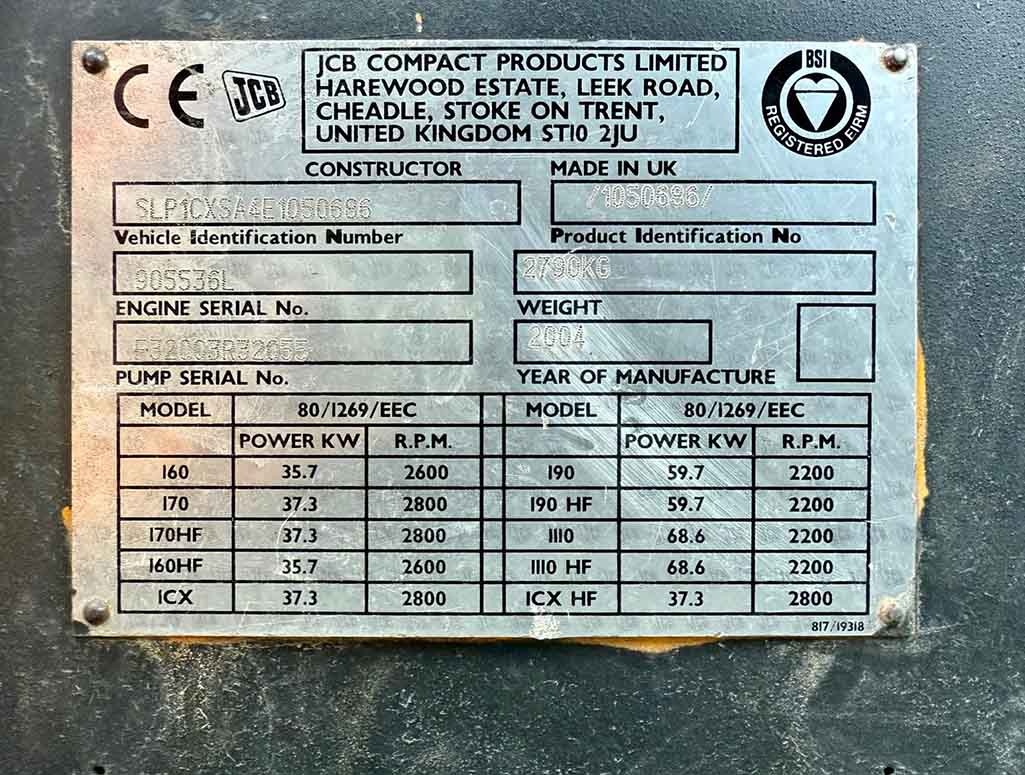 CE
JCB
JCB COMPACT PRODUCTS LIMITED
HAREWOOD ESTATE, LEEK ROAD,
CHEADLE, STOKE ON TRENT,
UNITED KINGDOM ST10 2JU
BSI
REGISTERED FIRM
CONSTRUCTOR MADE IN UK
SLP1CXSA4E1050696 /1050696/
Vehicle Identification Number Product Identification No
905536L 2790KG
ENGINE SERIAL No. WEIGHT
2004
PUMP SERIAL No. YEAR OF MANUFACTURE
MODEL 80/1269/EEC MODEL 80/1269/EEC
POWER KW R.P.M. POWER KW R.P.M.
160 35.7 2600 190 59.7 2200
170 37.3 2800 190 HF 59.7 2200
170HF 37.3 2800 1110 68.6 2200
160HF 35.7 2600 1110 HF 68.6 2200
1CX 37.3 2800 1CX HF 37.3 2800
817/19318